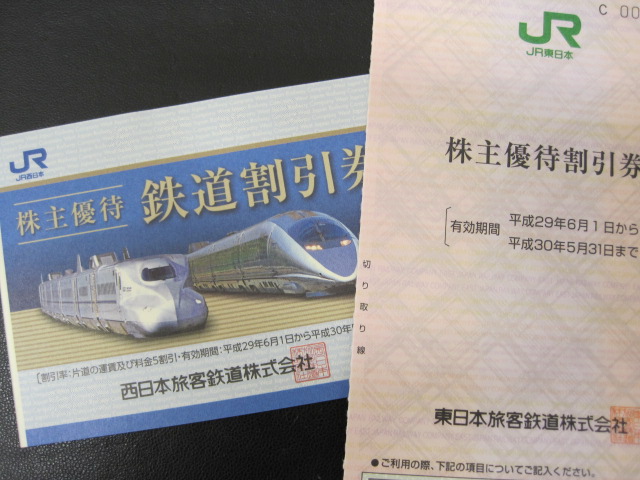 JR
JR西日本
株主優待
鉄道割引券
[割引率:片道の運賃及び料金5割引・有効期間:平成29年6月1日から平成30年
西日本旅客鉄道株式会社
C 00
JR
JR東日本
株主優待割引券
有効期間
平成29年6月1日から
平成30年5月31日まで
切り取り線
東日本旅客鉄道株式会社
●ご利用の際、下記の項目についてご記入ください。